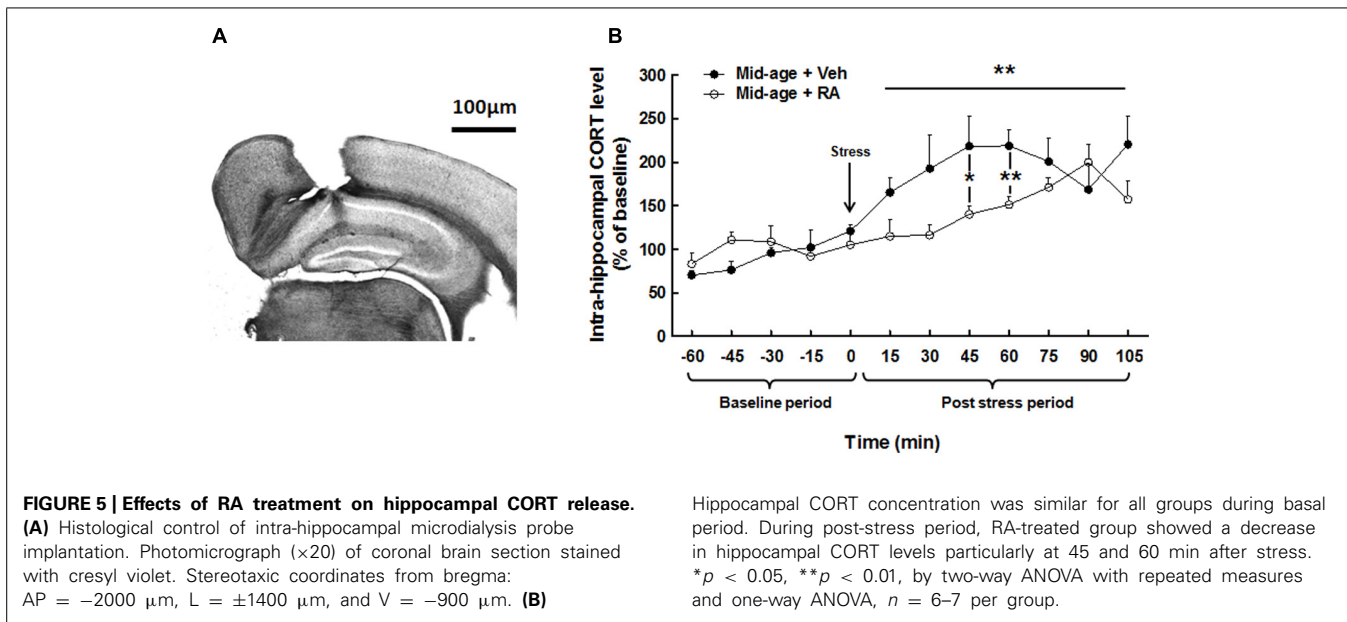 A
100μm
B
Intra-hippocampal CORT level
(% of baseline)
300
250
200
150
100
50
0
Mid-age + Veh
Mid-age + RA
**
Stress
*
**
-60 -45 -30 -15 0 15 30 45 60 75 90 105
Baseline period Post stress period
Time (min)
FIGURE 5 | Effects of RA treatment on hippocampal CORT release.
(A) Histological control of intra-hippocampal microdialysis probe
implantation. Photomicrograph (×20) of coronal brain section stained
with cresyl violet. Stereotaxic coordinates from bregma:
AP = −2000 μm, L = ±1400 μm, and V = −900 μm. (B)
Hippocampal CORT concentration was similar for all groups during basal
period. During post-stress period, RA-treated group showed a decrease
in hippocampal CORT levels particularly at 45 and 60 min after stress.
*p < 0.05, **p < 0.01, by two-way ANOVA with repeated measures
and one-way ANOVA, n = 6–7 per group.